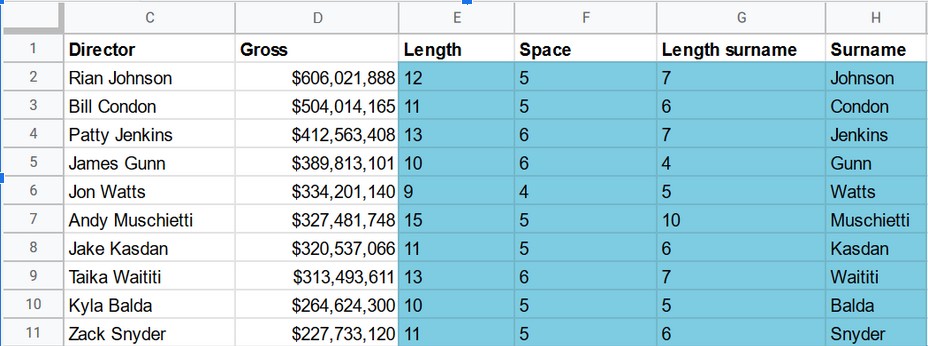 C D E F G H
1 Director Gross Length Space Length surname Surname
2 Rian Johnson $606,021,888 12 5 7 Johnson
3 Bill Condon $504,014,165 11 5 6 Condon
4 Patty Jenkins $412,563,408 13 6 7 Jenkins
5 James Gunn $389,813,101 10 6 4 Gunn
6 Jon Watts $334,201,140 9 4 5 Watts
7 Andy Muschietti $327,481,748 15 5 10 Muschietti
8 Jake Kasdan $320,537,066 11 5 6 Kasdan
9 Taika Waititi $313,493,611 13 6 7 Waititi
10 Kyla Balda $264,624,300 10 5 5 Balda
11 Zack Snyder $227,733,120 11 5 6 Snyder